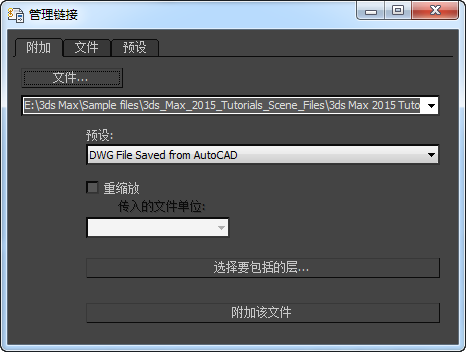 管理链接
附加 文件 预设
文件...
E:\3ds Max\Sample files\3ds_Max_2015_Tutorials_Scene_Files\3ds Max 2015 Tuto
预设:
DWG File Saved from AutoCAD
重缩放
传入的文件单位:
选择要包括的层...
附加该文件